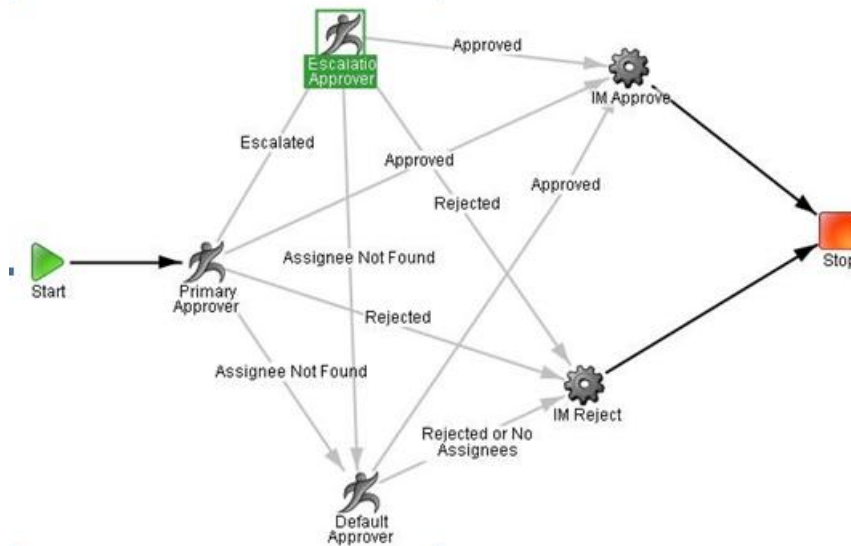 Approved
Escalatio
Approver
IM Approve
Escalated
Approved
Approved
Rejected
Assignee Not Found
Start
Primary
Approver
Stop
Rejected
Assignee Not Found
IM Reject
Rejected or No
Assignees
Default
Approver